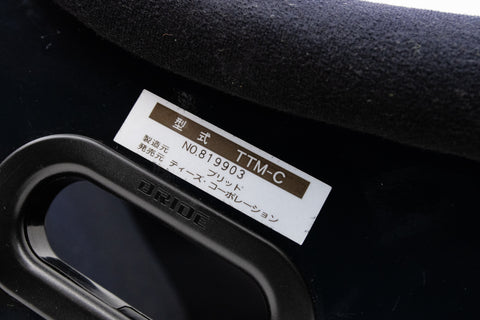 型式 TTM-C
NO.819903
製造元 ブリッド
発売元 ティーズ・コーポレーション
BRIDE